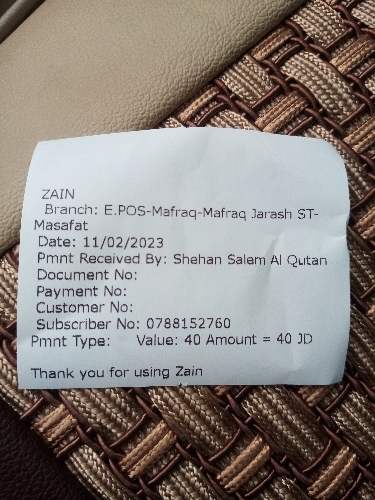 ZAIN
Branch: E.POS-Mafraq-Mafraq Jarash ST-
Masafat
Date: 11/02/2023
Pmnt Received By: Shehan Salem Al Qutan
Document No:
Payment No:
Customer No:
Subscriber No: 0788152760
Pmnt Type: Value: 40 Amount = 40 JD
Thank you for using Zain